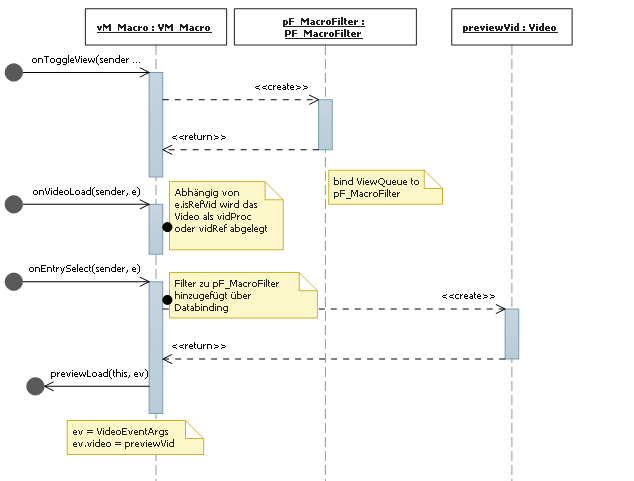 vM_Macro : VM_Macro
pF_MacroFilter :
PF_MacroFilter
previewVid : Video
onToggleView(sender ...
<<create>>
<<return>>
bind ViewQueue to
pF_MacroFilter
onVideoLoad(sender, e)
Abhängig von
e.isRefVid wird das
Video als vidProc
oder vidRef abgelegt
onEntrySelect(sender, e)
Filter zu pF_MacroFilter
hinzugefügt über
Databinding
<<create>>
<<return>>
previewLoad(this, ev)
ev = VideoEventArgs
ev.video = previewVid